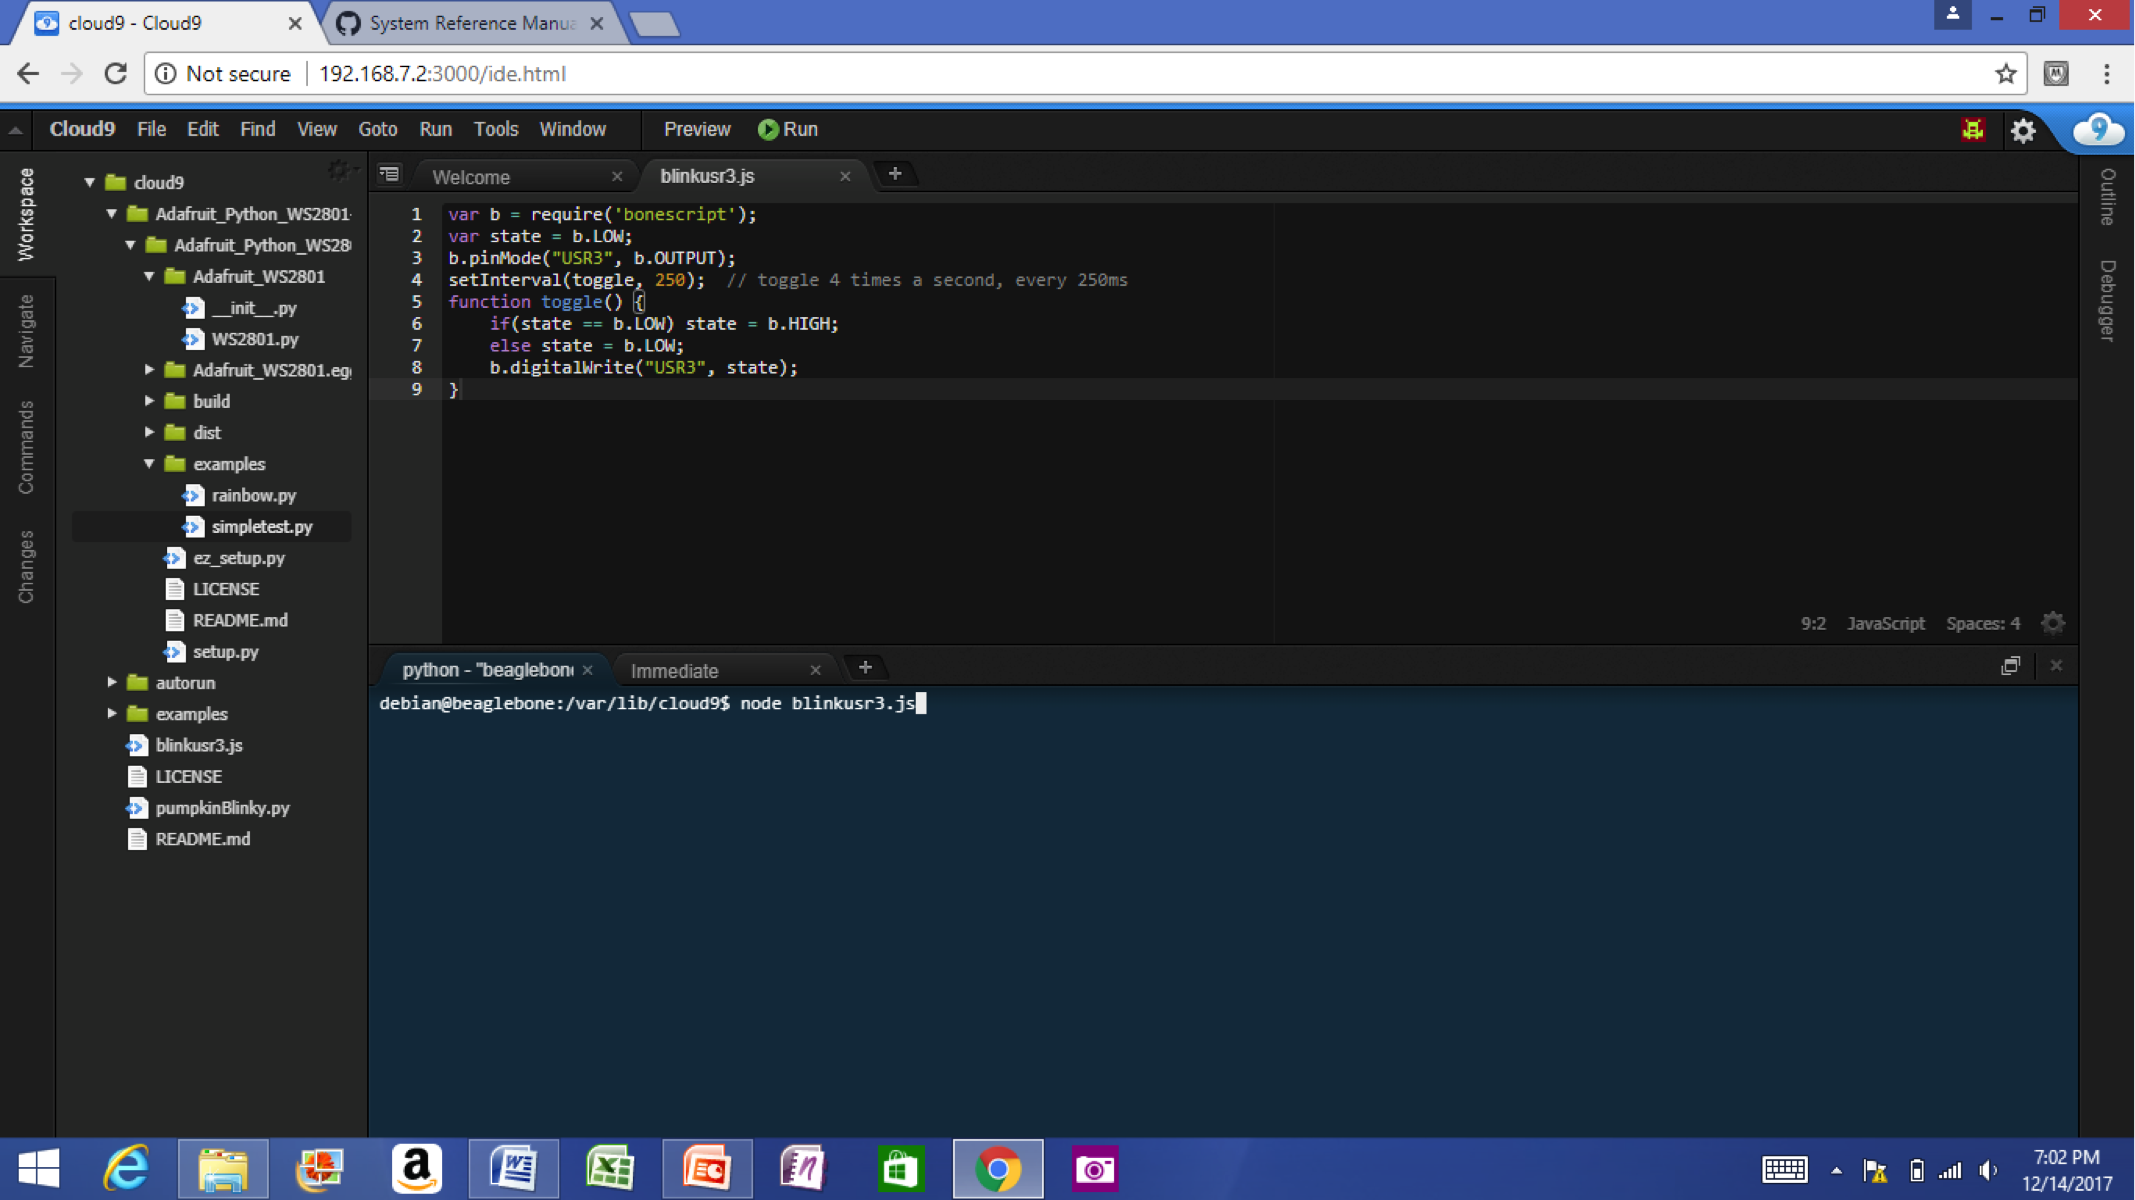 cloud9 - Cloud9
System Reference Manua
Not secure 192.168.7.2:3000/ide.html
Cloud9 File Edit Find View Goto Run Tools Window Preview Run
9
Workspace
Navigate
Commands
Changes
cloud9
Adafruit_Python_WS2801-
Adafruit_Python_WS28
Adafruit_WS2801
__init__.py
WS2801.py
Adafruit_WS2801.egg
build
dist
examples
rainbow.py
simpletest.py
ez_setup.py
LICENSE
README.md
setup.py
autorun
examples
blinkusr3.js
LICENSE
pumpkinBlinky.py
README.md
Welcome
blinkusr3.js
1 var b = require('bonescript');
2 var state = b.LOW;
3 b.pinMode("USR3", b.OUTPUT);
4 setInterval(toggle, 250);  // toggle 4 times a second, every 250ms
5 function toggle() {
6     if(state == b.LOW) state = b.HIGH;
7     else state = b.LOW;
8     b.digitalWrite("USR3", state);
9 }
9:2 JavaScript Spaces: 4
Outline
Debugger
python - "beaglebone
Immediate
debian@beaglebone:/var/lib/cloud9$ node blinkusr3.js
7:02 PM
12/14/2017